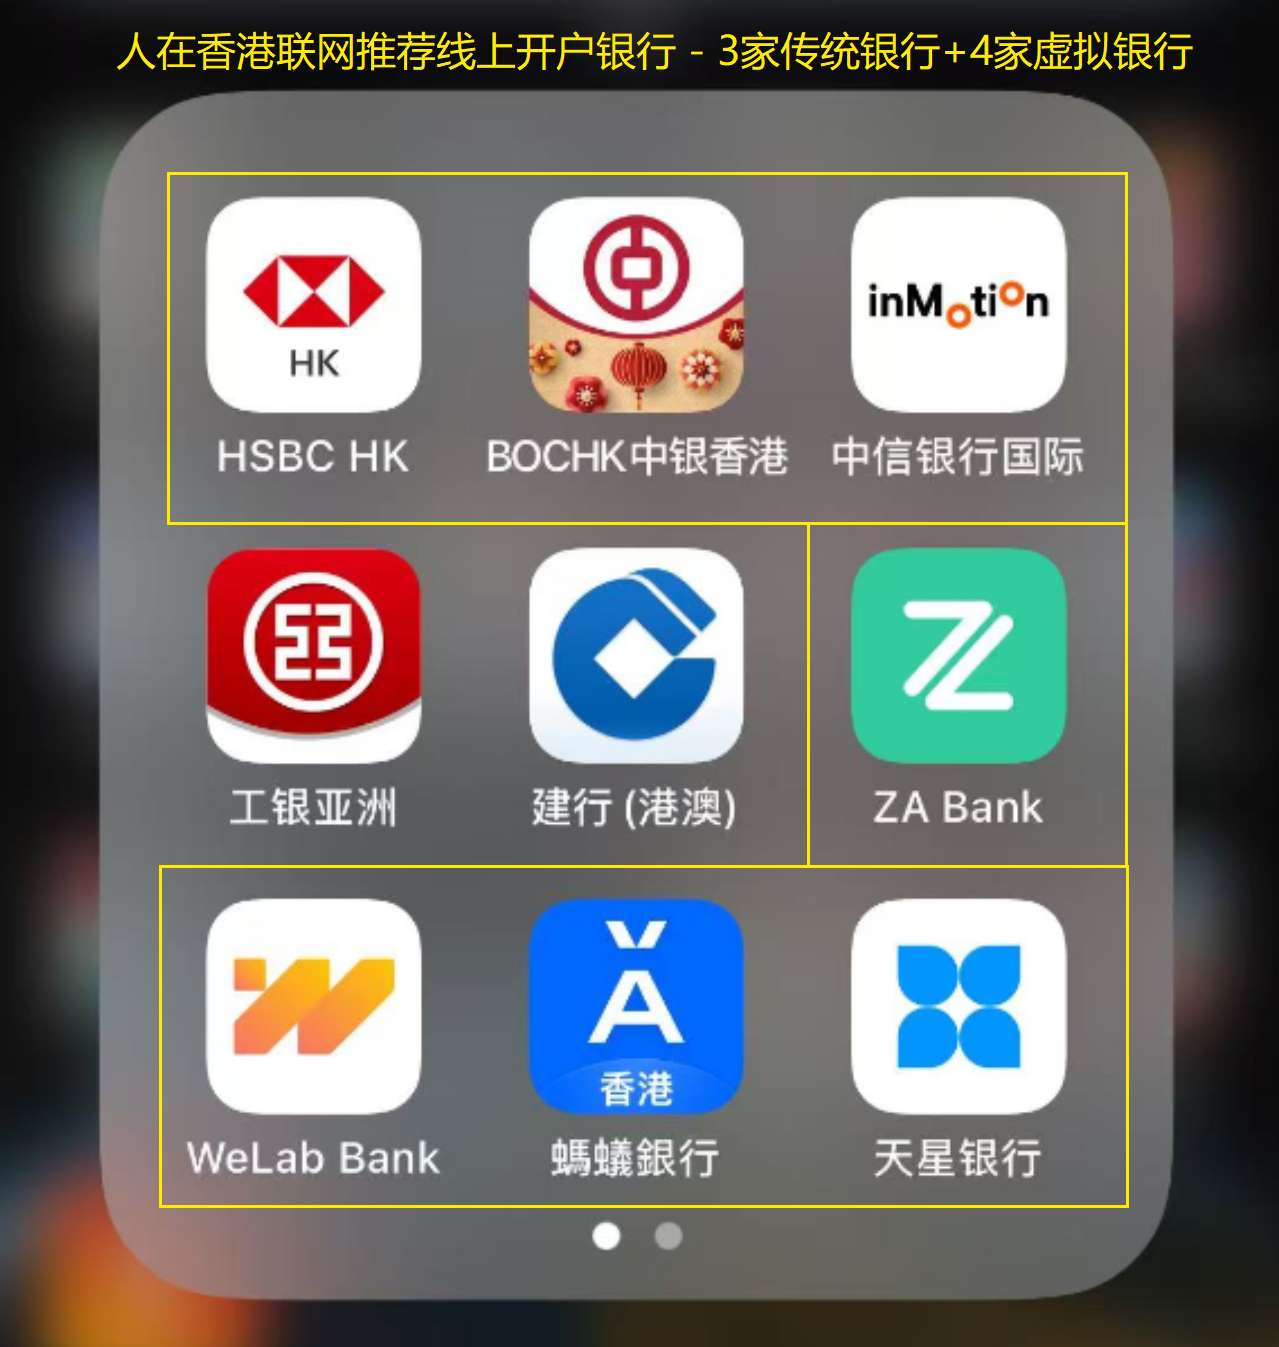 人在香港联网推荐线上开户银行 - 3家传统银行+4家虚拟银行
HK
inMotion
HSBC HK
BOCHK中银香港
中信银行国际
工银亚洲
建行 (港澳)
ZA Bank
香港
WeLab Bank
螞蟻銀行
天星银行